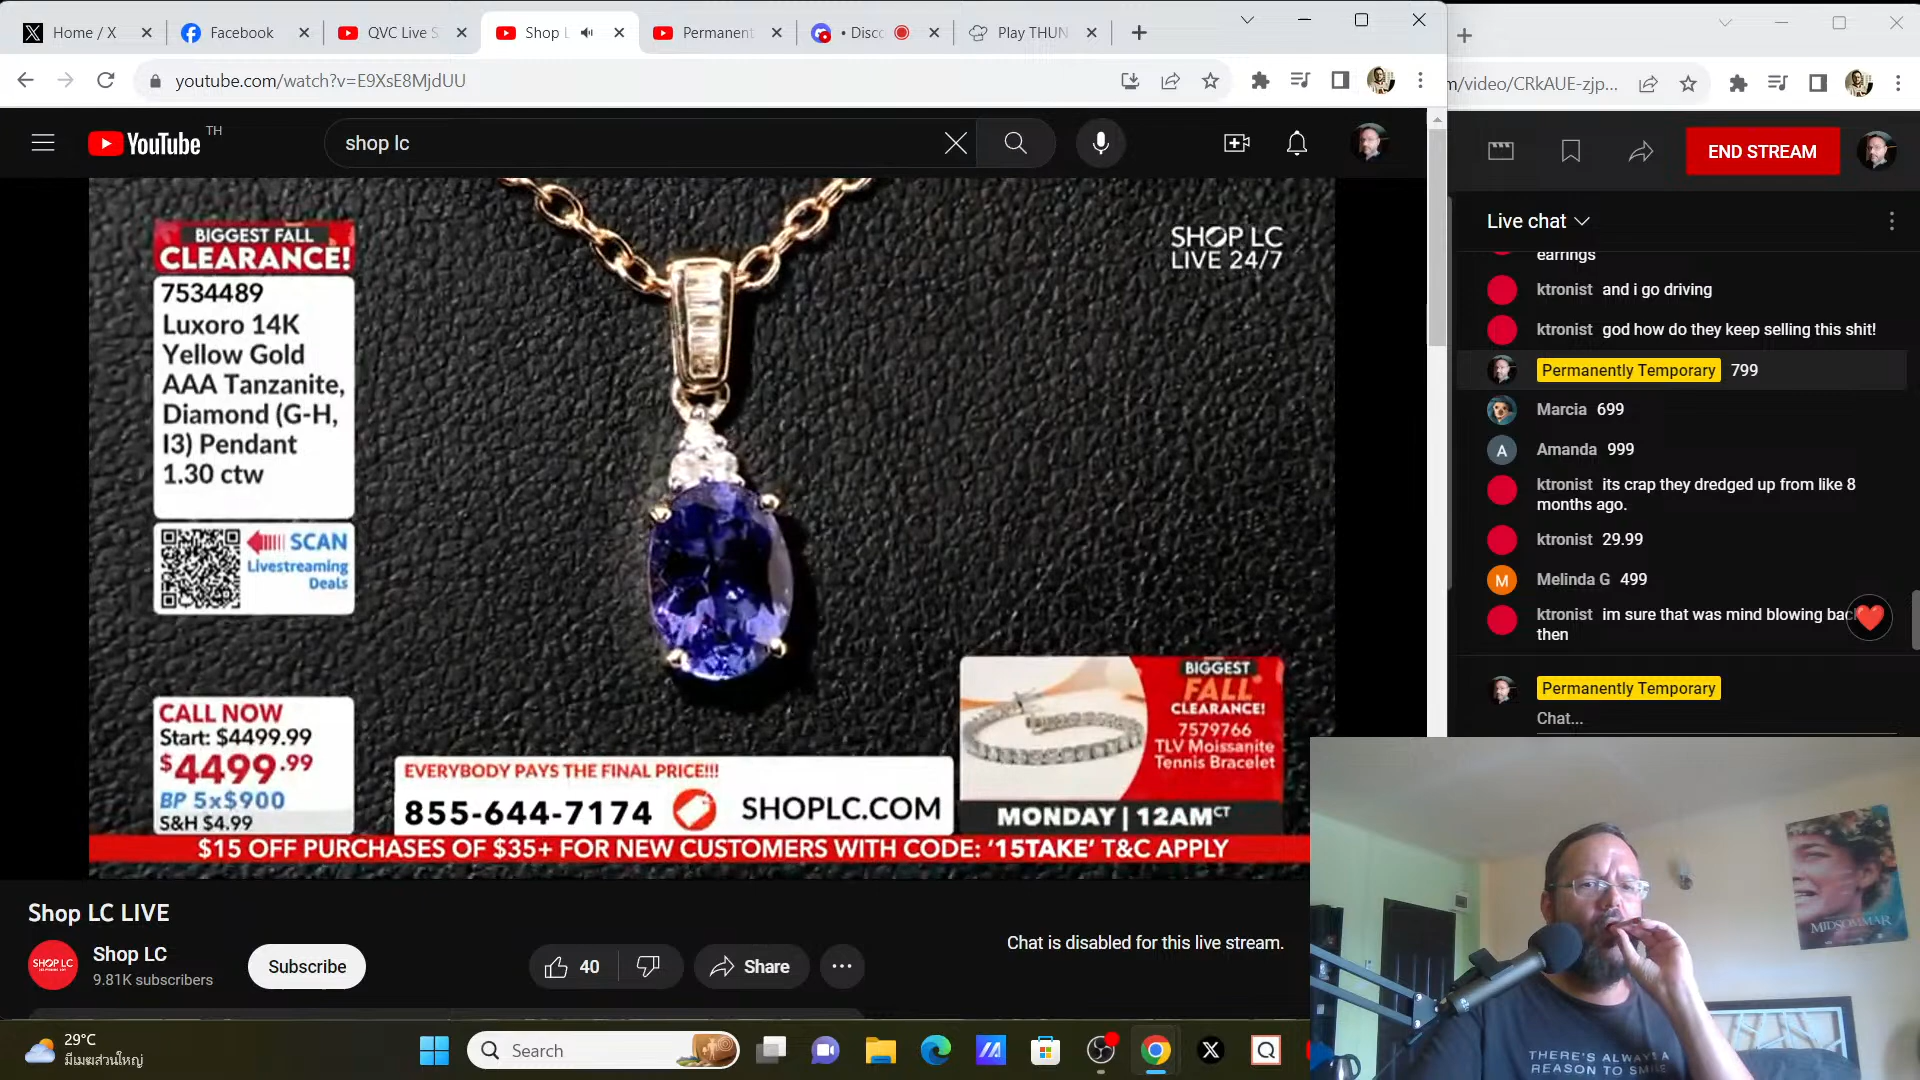 Home / X
Facebook
QVC Live S
Shop L
Permanent
• Disco
Play THUN
youtube.com/watch?v=E9XsE8MjdUU
m/video/CRkAUE-zjp...
YouTube TH
shop lc
END STREAM
BIGGEST FALL
CLEARANCE!
7534489
Luxoro 14K
Yellow Gold
AAA Tanzanite,
Diamond (G-H,
I3) Pendant
1.30 ctw
SCAN
Livestreaming
Deals
CALL NOW
Start: $4499.99
$4499.99
BP 5x$900
S&H $4.99
SHOP LC
LIVE 24/7
EVERYBODY PAYS THE FINAL PRICE!!!
855-644-7174
SHOPLC.COM
BIGGEST
FALL
CLEARANCE!
7579766
TLV Moissanite
Tennis Bracelet
MONDAY | 12AM CT
$15 OFF PURCHASES OF $35+ FOR NEW CUSTOMERS WITH CODE: '15TAKE' T&C APPLY
Shop LC LIVE
SHOP LC
Shop LC
9.81K subscribers
Subscribe
40
Share
Chat is disabled for this live stream.
Live chat
earrings
ktronist and i go driving
ktronist god how do they keep selling this shit!
Permanently Temporary 799
Marcia 699
A Amanda 999
ktronist its crap they dredged up from like 8
months ago.
ktronist 29.99
M Melinda G 499
ktronist im sure that was mind blowing bac
then
Permanently Temporary
Chat...
MIDSOMMAR
THERE'S ALWAYS A
REASON TO SMILE
29°C
มีเมฆส่วนใหญ่
Search